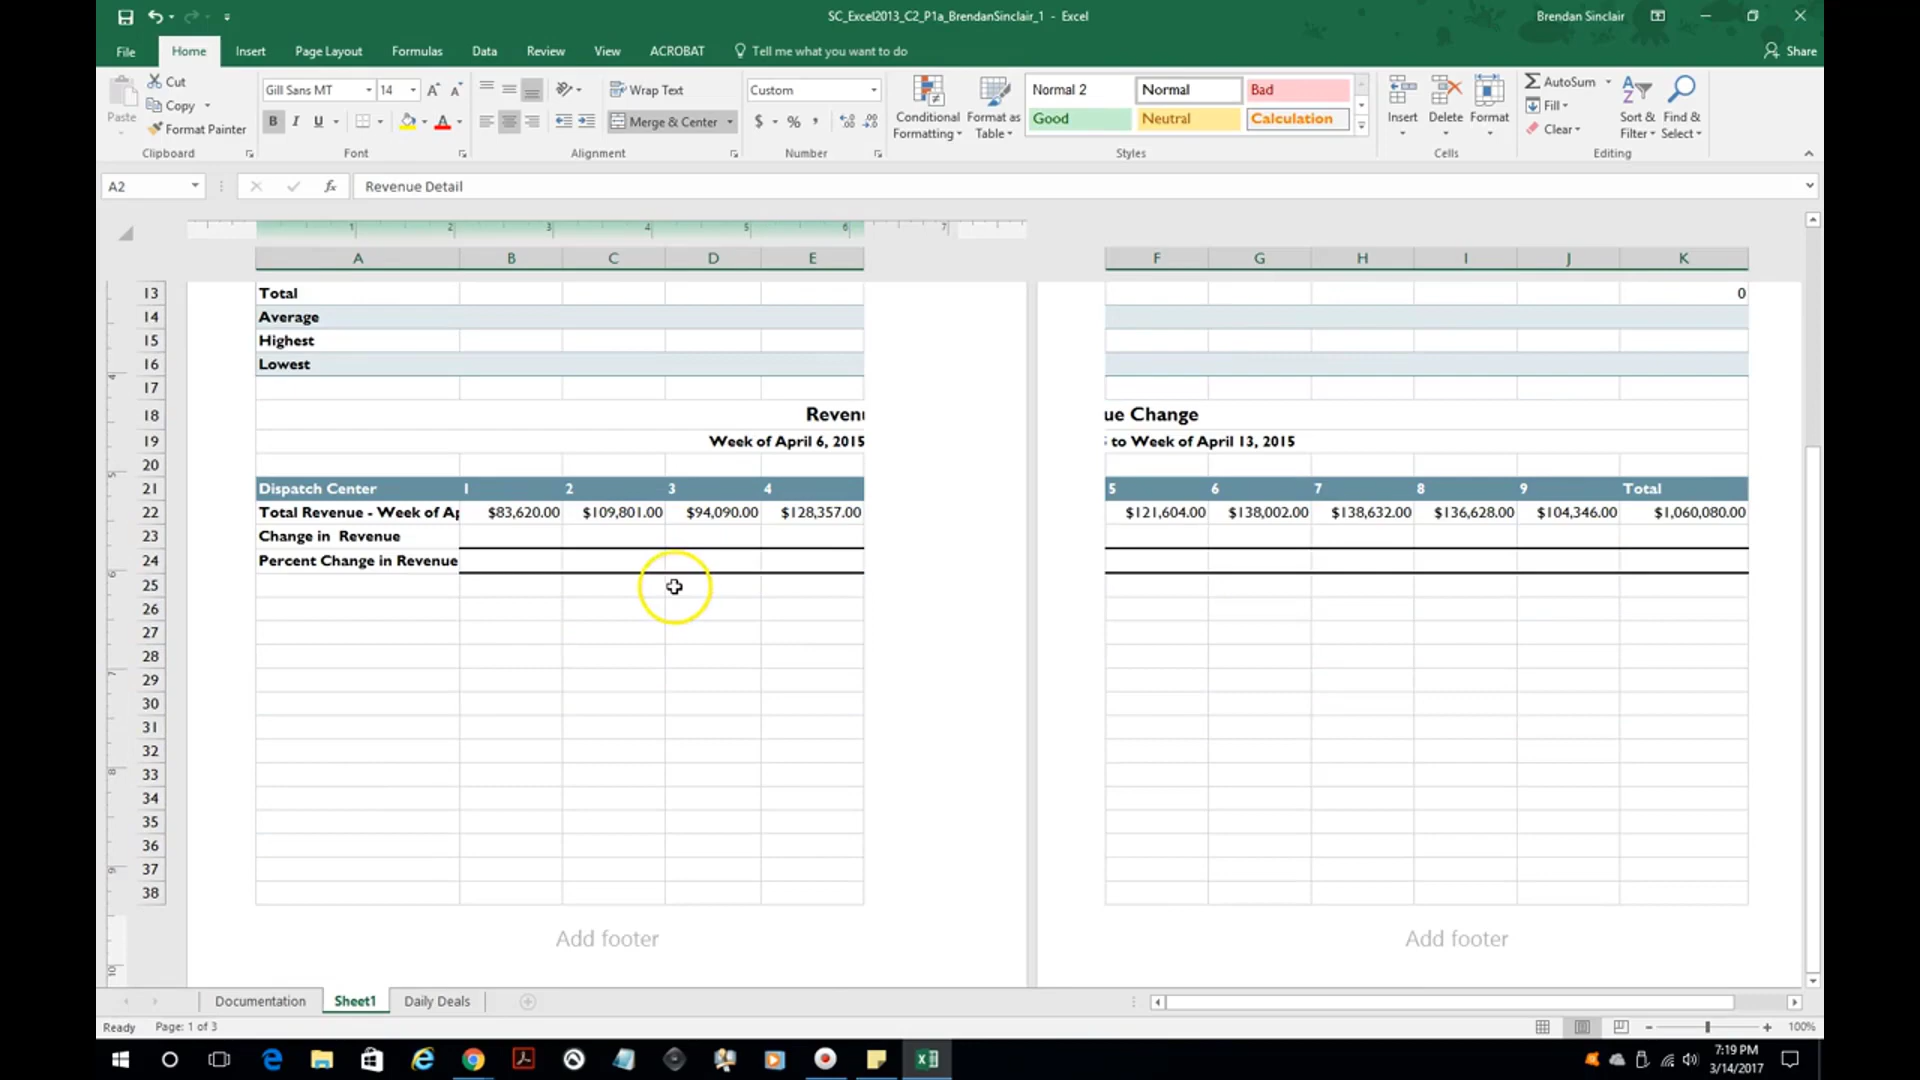 SC_Excel2013_C2_P1a_BrendanSinclair_1 - Excel
Brendan Sinclair
File Home Insert Page Layout Formulas Data Review View ACROBAT Tell me what you want to do Share
Paste
Cut
Copy
Format Painter
Clipboard
Gill Sans MT 14
B I U
Font
Wrap Text
Merge & Center
Alignment
Custom
$ % ,
Number
Conditional Formatting
Format as Table
Normal 2 Normal Bad
Good Neutral Calculation
Styles
Insert Delete Format
Cells
AutoSum
Fill
Clear
Sort & Filter
Find & Select
Editing
A2 fx Revenue Detail
1 2 3 4 5 6 7
A B C D E F G H I J K
13 Total 0
14 Average
15 Highest
16 Lowest
17
18 Revenu ue Change
19 Week of April 6, 2015 to Week of April 13, 2015
20
21 Dispatch Center 1 2 3 4 5 6 7 8 9 Total
22 Total Revenue - Week of Ap $83,620.00 $109,801.00 $94,090.00 $128,357.00 $121,604.00 $138,002.00 $138,632.00 $136,628.00 $104,346.00 $1,060,080.00
23 Change in Revenue
24 Percent Change in Revenue
25
26
27
28
29
30
31
32
33
34
35
36
37
38
Add footer Add footer
Documentation Sheet1 Daily Deals
Ready Page: 1 of 3 100%
7:19 PM
3/14/2017